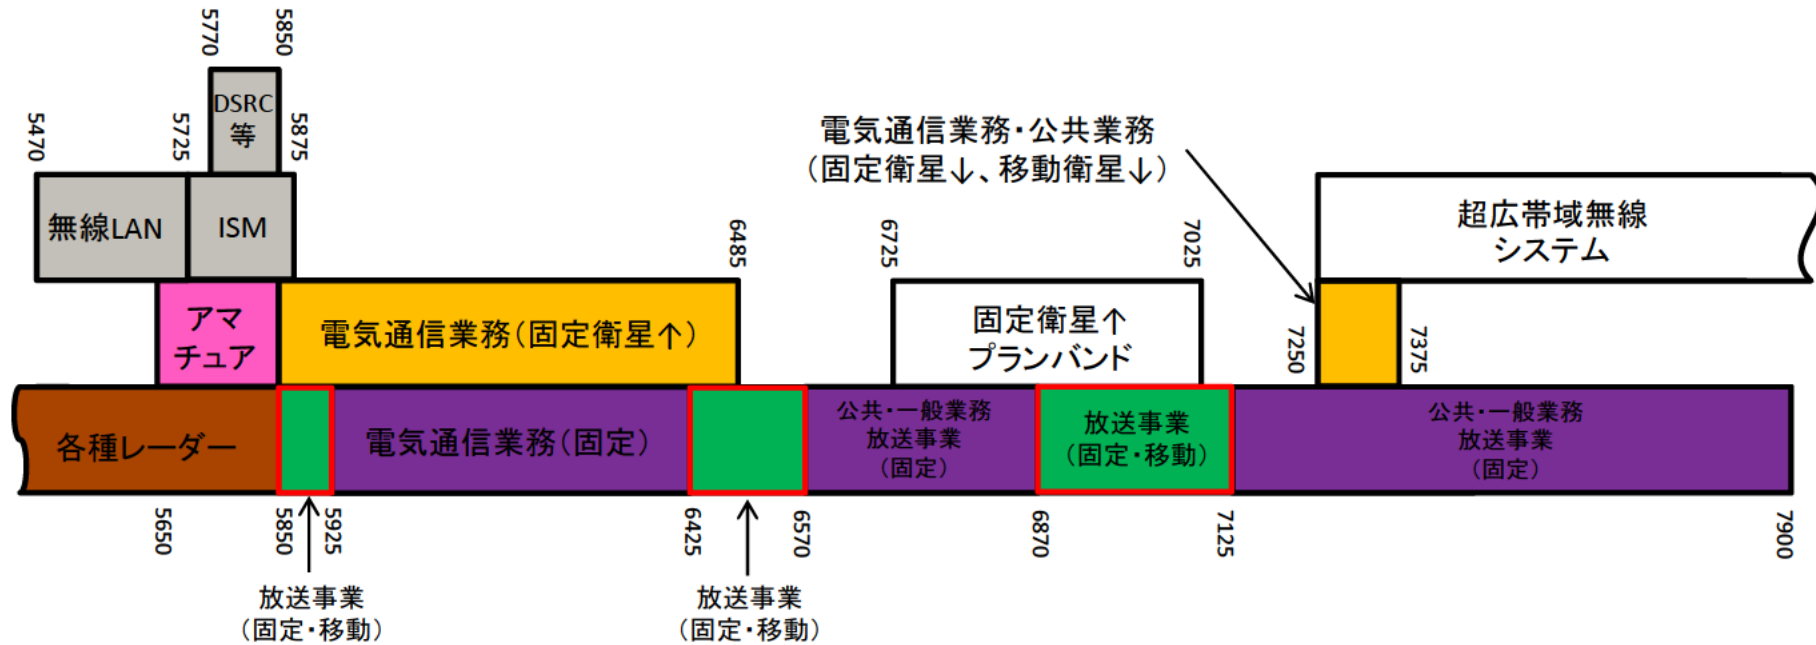 5770
5850
DSRC
等
5470
5725
5875
無線LAN
ISM
電気通信業務・公共業務
（固定衛星↓、移動衛星↓）
超広帯域無線
システム
6485
6725
7025
アマ
チュア
電気通信業務（固定衛星↑）
固定衛星↑
プランバンド
7250
7375
各種レーダー
電気通信業務（固定）
公共・一般業務
放送事業
（固定）
放送事業
（固定・移動）
公共・一般業務
放送事業
（固定）
5650
5850
5925
6425
6570
6870
7125
7900
放送事業
（固定・移動）
放送事業
（固定・移動）